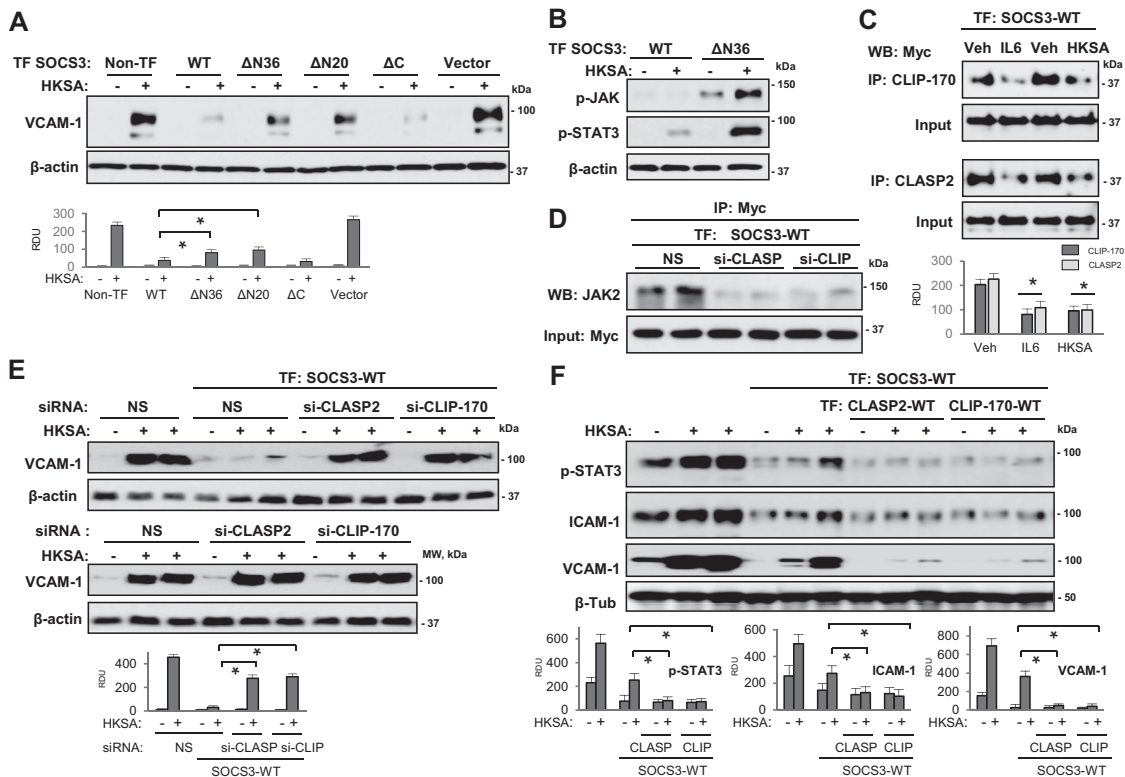 A
TF SOCS3: Non-TF WT ΔN36 ΔN20 ΔC Vector
HKSA: - + - + - + - + - + - + kDa
VCAM-1 - 100
β-actin - 37
RDU
300
200
100
0
HKSA: - + - + - + - + - + - +
Non-TF WT ΔN36 ΔN20 ΔC Vector
* *
B
TF SOCS3: WT ΔN36
HKSA: - + - + kDa
p-JAK - 150
p-STAT3 - 100
β-actin - 37
C
TF: SOCS3-WT
WB: Myc Veh IL6 Veh HKSA
kDa
IP: CLIP-170 - 37
Input
IP: CLASP2 - 37
Input
CLIP-170
CLASP2
RDU
300
200
100
0
* *
Veh IL6 HKSA
D
IP: Myc
TF: SOCS3-WT
NS si-CLASP si-CLIP kDa
WB: JAK2 - 150
Input: Myc - 37
E
TF: SOCS3-WT
siRNA: NS NS si-CLASP2 si-CLIP-170
HKSA: - + + - + + - + + - + + kDa
VCAM-1 - 100
β-actin - 37
siRNA : NS si-CLASP2 si-CLIP-170
HKSA: - + + - + + - + + MW, kDa
VCAM-1 - 100
β-actin - 37
RDU
400
200
0
* *
HKSA: - + - + - + - +
siRNA: NS si-CLASP si-CLIP
SOCS3-WT
F
TF: SOCS3-WT
TF: CLASP2-WT CLIP-170-WT
HKSA: - + + - + + - + + - + + kDa
p-STAT3 - 100
ICAM-1 - 100
VCAM-1 - 100
β-Tub - 50
RDU
600
400
200
0
* *
p-STAT3
HKSA: - + - + - + - +
CLASP CLIP
SOCS3-WT
RDU
600
400
200
0
* *
ICAM-1
- + - + - + - +
CLASP CLIP
SOCS3-WT
RDU
800
600
400
200
0
* *
VCAM-1
HKSA: - + - + - + - +
CLASP CLIP
SOCS3-WT